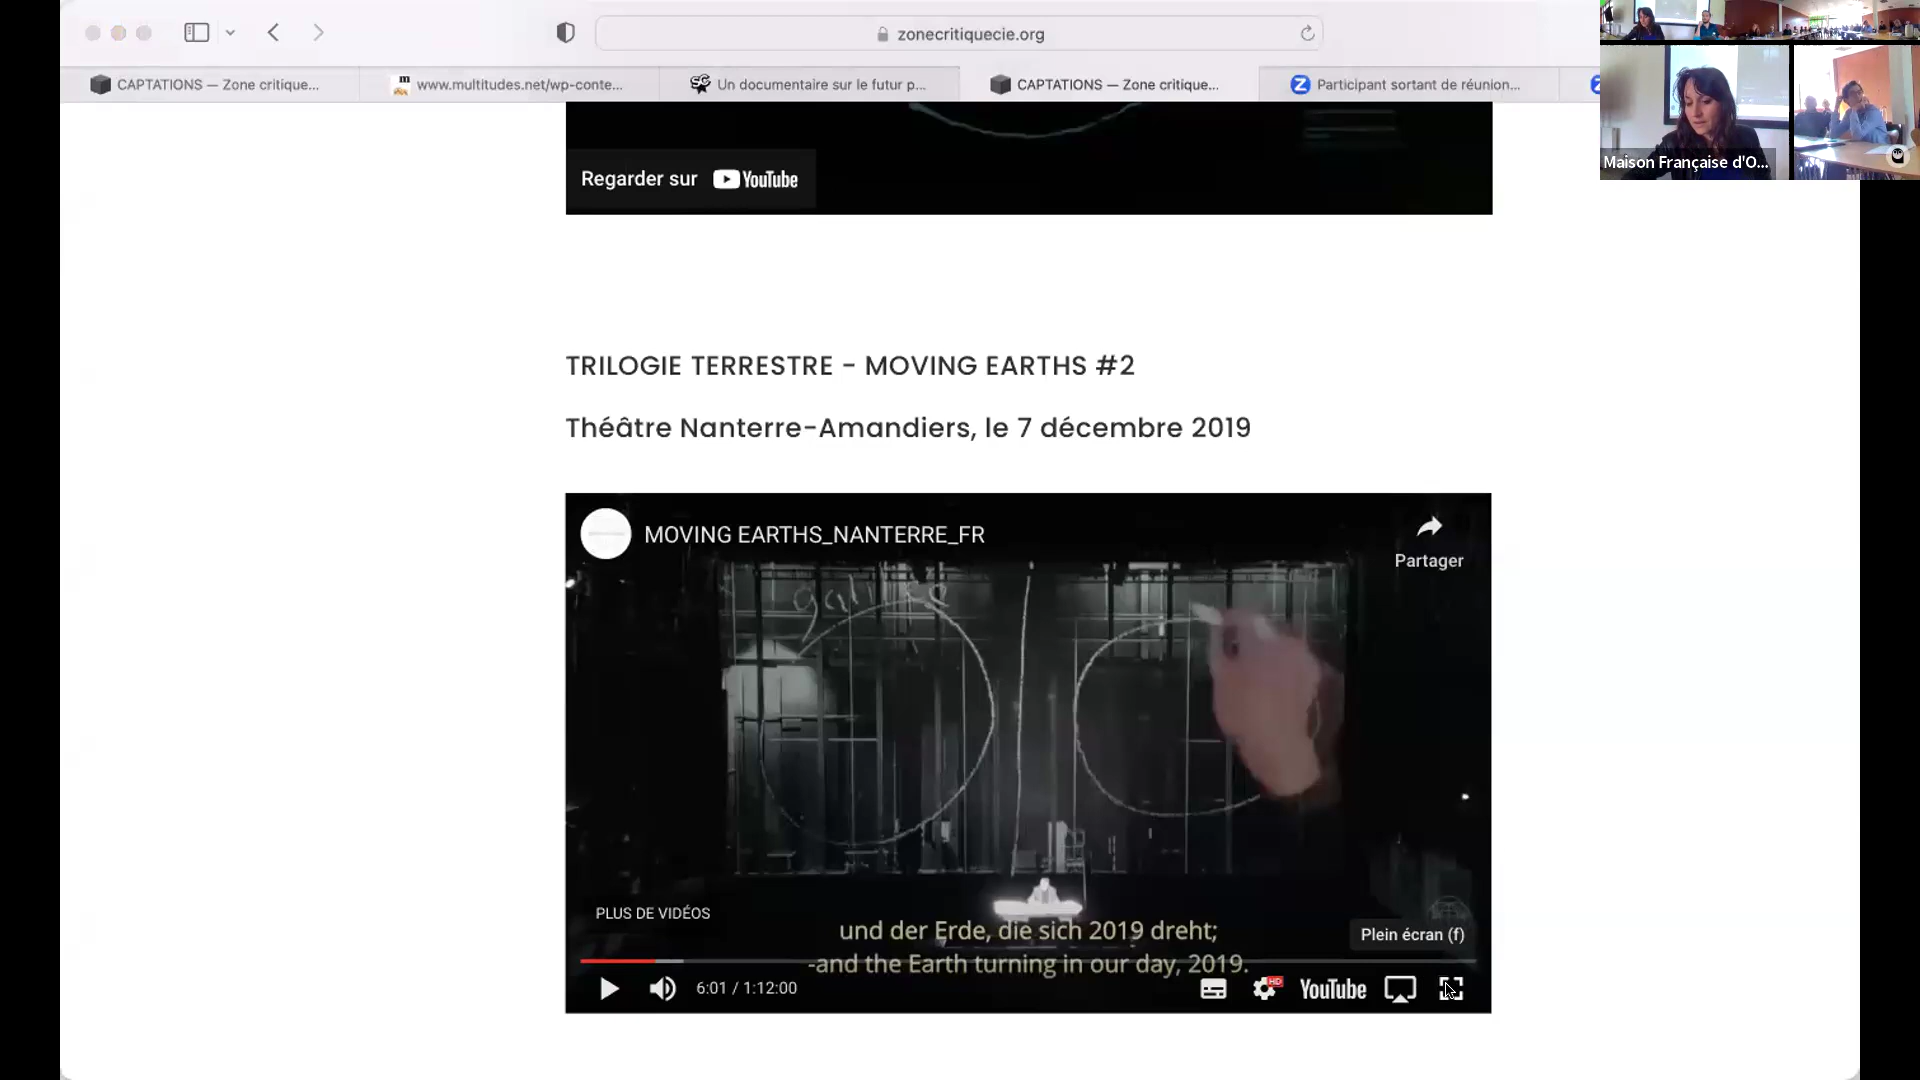 zonecritiquecie.org
CAPTATIONS — Zone critique...
www.multitudes.net/wp-conte...
Un documentaire sur le futur p...
CAPTATIONS — Zone critique...
Participant sortant de réunion...
Maison Française d'O...
Regarder sur YouTube
TRILOGIE TERRESTRE - MOVING EARTHS #2
Théâtre Nanterre-Amandiers, le 7 décembre 2019
MOVING EARTHS_NANTERRE_FR
Partager
PLUS DE VIDÉOS
und der Erde, die sich 2019 dreht;
-and the Earth turning in our day, 2019.
Plein écran (f)
6:01 / 1:12:00
HD
YouTube